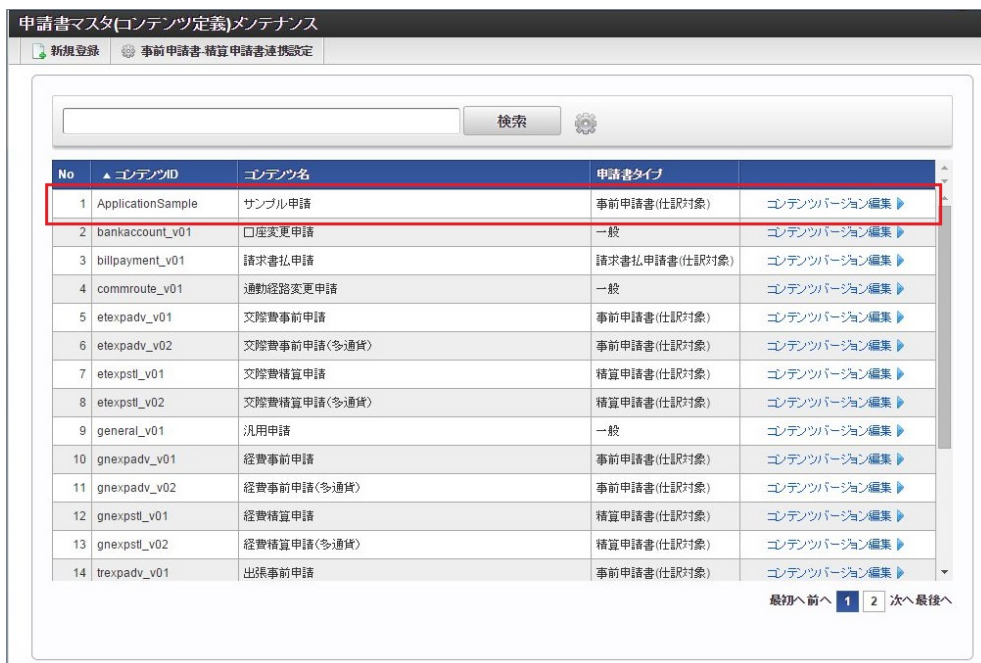 申請書マスタ(コンテンツ定義)メンテナンス
新規登録 事前申請書-精算申請書連携設定
検索
No ▲コンテンツID コンテンツ名 申請書タイプ
1 ApplicationSample サンプル申請 事前申請書(仕訳対象) コンテンツバージョン編集
2 bankaccount_v01 口座変更申請 一般 コンテンツバージョン編集
3 billpayment_v01 請求書払申請 請求書払申請書(仕訳対象) コンテンツバージョン編集
4 commroute_v01 通勤経路変更申請 一般 コンテンツバージョン編集
5 etexpadv_v01 交際費事前申請 事前申請書(仕訳対象) コンテンツバージョン編集
6 etexpadv_v02 交際費事前申請(多通貨) 事前申請書(仕訳対象) コンテンツバージョン編集
7 etexpstl_v01 交際費精算申請 精算申請書(仕訳対象) コンテンツバージョン編集
8 etexpstl_v02 交際費精算申請(多通貨) 精算申請書(仕訳対象) コンテンツバージョン編集
9 general_v01 汎用申請 一般 コンテンツバージョン編集
10 gnexpadv_v01 経費事前申請 事前申請書(仕訳対象) コンテンツバージョン編集
11 gnexpadv_v02 経費事前申請(多通貨) 事前申請書(仕訳対象) コンテンツバージョン編集
12 gnexpstl_v01 経費精算申請 精算申請書(仕訳対象) コンテンツバージョン編集
13 gnexpstl_v02 経費精算申請(多通貨) 精算申請書(仕訳対象) コンテンツバージョン編集
14 trexpadv_v01 出張事前申請 事前申請書(仕訳対象) コンテンツバージョン編集
最初へ 前へ 1 2 次へ 最後へ